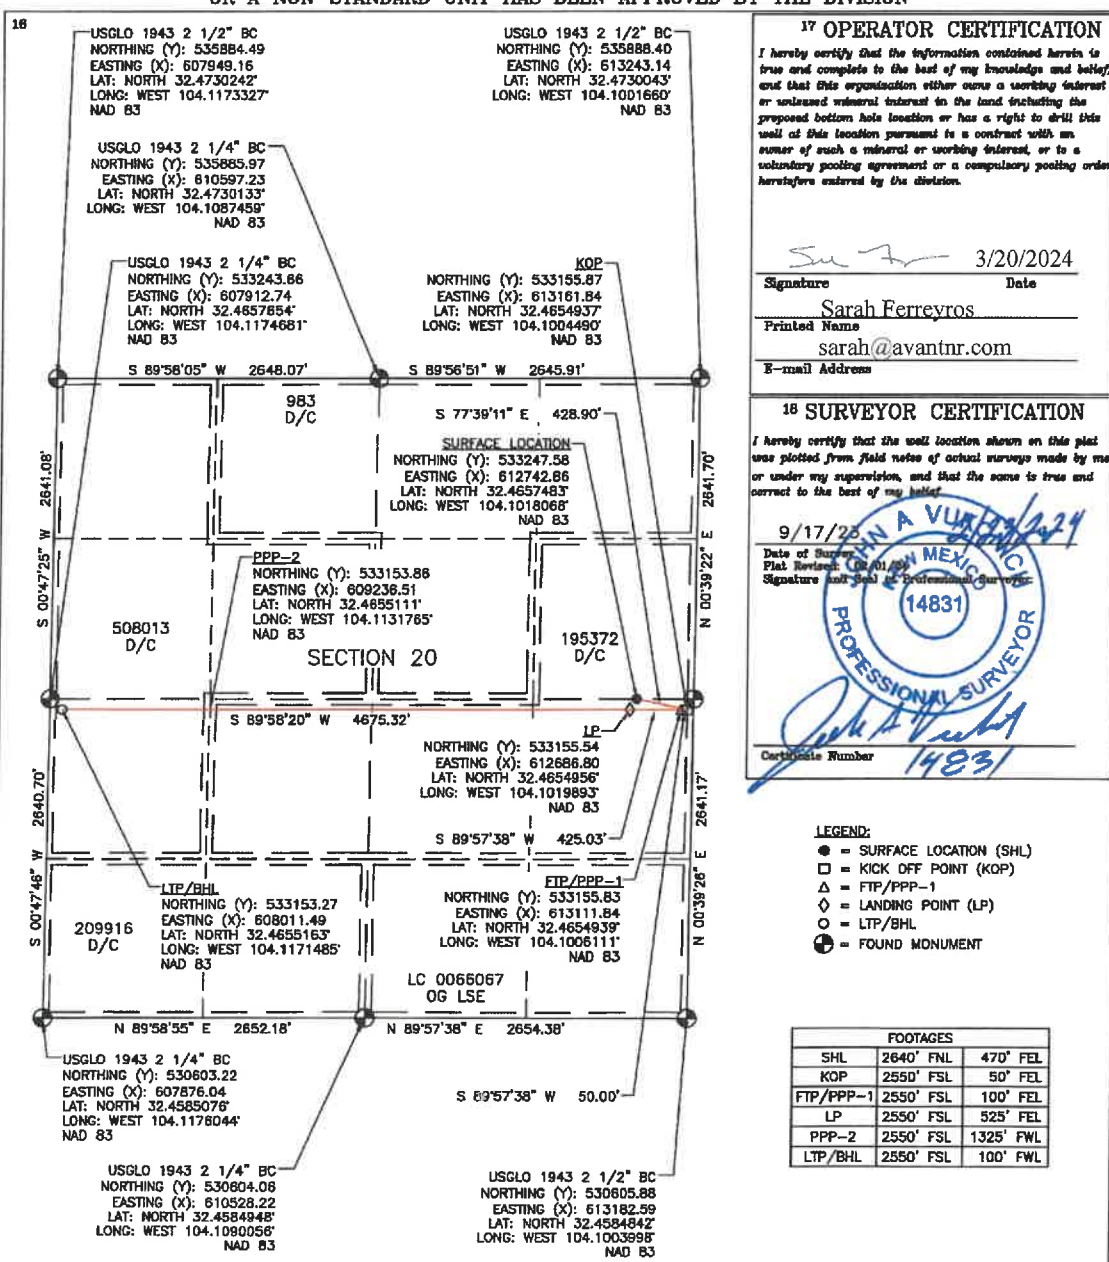 OR A NON-STANDARD UNIT HAS BEEN APPROVED BY THE DIVISION
16
USGLO 1943 2 1/2" BC
NORTHING (Y): 535884.49
EASTING (X): 607949.16
LAT: NORTH 32.4730242°
LONG: WEST 104.1173327°
NAD 83
USGLO 1943 2 1/2" BC
NORTHING (Y): 535888.40
EASTING (X): 613243.14
LAT: NORTH 32.4730043°
LONG: WEST 104.1001660°
NAD 83
USGLO 1943 2 1/4" BC
NORTHING (Y): 535885.97
EASTING (X): 610597.23
LAT: NORTH 32.4730133°
LONG: WEST 104.1087459°
NAD 83
USGLO 1943 2 1/4" BC
NORTHING (Y): 533243.66
EASTING (X): 607912.74
LAT: NORTH 32.4657654°
LONG: WEST 104.1174681°
NAD 83
KOP
NORTHING (Y): 533155.87
EASTING (X): 613161.84
LAT: NORTH 32.4654937°
LONG: WEST 104.1004490°
NAD 83
S 89°58'05" W 2648.07'
S 89°56'51" W 2645.91'
983
D/C
S 77°39'11" E 428.90'
SURFACE LOCATION
NORTHING (Y): 533247.58
EASTING (X): 612742.86
LAT: NORTH 32.4657483°
LONG: WEST 104.1018068°
NAD 83
S 00°47'25" W 2641.08'
N 00°39'22" E 2641.70'
PPP-2
NORTHING (Y): 533153.86
EASTING (X): 609236.51
LAT: NORTH 32.4655111°
LONG: WEST 104.1131765°
NAD 83
508013
D/C
195372
D/C
SECTION 20
S 89°58'20" W 4675.32'
LP
NORTHING (Y): 533155.54
EASTING (X): 612686.80
LAT: NORTH 32.4654956°
LONG: WEST 104.1019893°
NAD 83
S 00°47'46" W 2640.70'
N 00°39'26" E 2641.17'
S 89°57'38" W 425.03'
LTP/BHL
NORTHING (Y): 533153.27
EASTING (X): 608011.49
LAT: NORTH 32.4655163°
LONG: WEST 104.1171485°
NAD 83
FTP/PPP-1
NORTHING (Y): 533155.83
EASTING (X): 613111.84
LAT: NORTH 32.4654939°
LONG: WEST 104.1006111°
NAD 83
209916
D/C
LC 0066067
OG LSE
N 89°58'55" E 2652.18'
N 89°57'38" E 2654.38'
USGLO 1943 2 1/4" BC
NORTHING (Y): 530603.22
EASTING (X): 607876.04
LAT: NORTH 32.4585076°
LONG: WEST 104.1176044°
NAD 83
S 89°57'38" W 50.00'
USGLO 1943 2 1/4" BC
NORTHING (Y): 530604.06
EASTING (X): 610528.22
LAT: NORTH 32.4584948°
LONG: WEST 104.1090056°
NAD 83
USGLO 1943 2 1/2" BC
NORTHING (Y): 530605.88
EASTING (X): 613182.59
LAT: NORTH 32.4584842°
LONG: WEST 104.1003998°
NAD 83
17 OPERATOR CERTIFICATION
I hereby certify that the information contained herein is
true and complete to the best of my knowledge and belief,
and that this organization either owns a working interest
or unleased mineral interest in the land including the
proposed bottom hole location or has a right to drill this
well at this location pursuant to a contract with an
owner of such a mineral or working interest, or to a
voluntary pooling agreement or a compulsory pooling order
heretofore entered by the division.
3/20/2024
Signature Date
Sarah Ferreyros
Printed Name
sarah@avantnr.com
E-mail Address
18 SURVEYOR CERTIFICATION
I hereby certify that the well location shown on this plat
was plotted from field notes of actual surveys made by me
or under my supervision, and that the same is true and
correct to the best of my belief.
9/17/23
Date of Survey
Plat Revised:
Signature and Seal of Professional Surveyor:
JOHN A
NEW MEXICO
14831
PROFESSIONAL SURVEYOR
14831
Certificate Number
LEGEND:
= SURFACE LOCATION (SHL)
= KICK OFF POINT (KOP)
= FTP/PPP-1
= LANDING POINT (LP)
= LTP/BHL
= FOUND MONUMENT
FOOTAGES
SHL 2640' FNL 470' FEL
KOP 2550' FSL 50' FEL
FTP/PPP-1 2550' FSL 100' FEL
LP 2550' FSL 525' FEL
PPP-2 2550' FSL 1325' FWL
LTP/BHL 2550' FSL 100' FWL